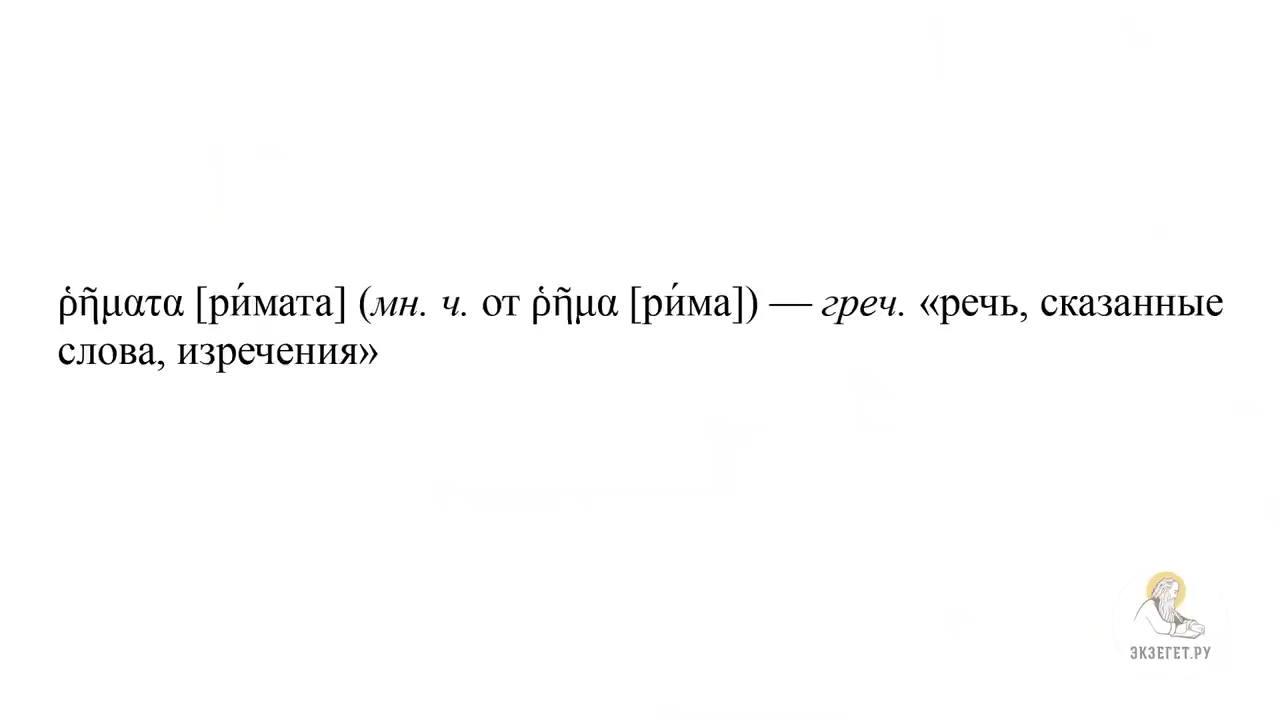 ῥῆματα [ри́мата] (мн. ч. от ῥῆμα [ри́ма]) — греч. «речь, сказанные
слова, изречения»
ЭКЗЕГЕТ.РУ